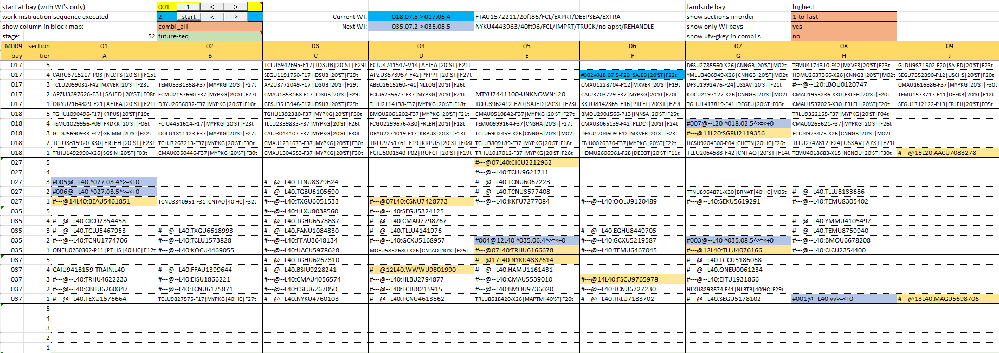 start at bay (with WI's only): 001 1 < > landside bay highest
work instruction sequence executed 2 start < > Current WI: 018.07.5 > 017.06.4 FTAU1572211/20ft86/FCL/EXPRT/DEEPSEA/EXTRA show sections in order 1-to-last
show column in block map: combi_all Next WI: 035.07.2 > 035.08.5 NYKU4443963/40ft96/FCL/IMPRT/TRUCK/no appt/REHANDLE show only WI bays yes
stage: 52 future-seq show ufv-gkey in combi's no
M009 section 01 02 03 04 05 06 07 08 09
bay tier A B C D E F G H J
017 5 TCLU3942695-F17|IDSUB|20'ST|F29t FCIU4741547-V14|AEJEA|20'ST|F21t DFSU2785560-X26|CNNGB|20'ST|M02t TEMU4174310-F42|MXVER|20'ST|F23t GLDU9871502-F20|SAJED|20'ST|F23t
017 4 CARU3715217-P03|NLCTS|20'ST|F15t SEGU1191750-F17|IDSUB|20'ST|F29t APZU3573957-F42|PFPPT|20'ST|F27t #002v018.07.5-F20|SAJED|20'ST|F22t YMLU3406949-X26|CNNGB|20'ST|M02t HDMU2637366-X26|CNNGB|20'ST|M02t SEGU7352390-P12|USCHS|20'ST|F20t
017 3 TCLU2059032-F42|MXVER|20'ST|F23t TEMU5331558-F37|MYPKG|20'ST|F27t APZU3772049-F17|IDSUB|20'ST|F29t ABEU2615260-F41|NLLCG|20'ST|F26t CMAU1228704-P12|MXVER|20'ST|F19t DFSU1992476-F24|USSAV|20'ST|F21t #---@--L20:LBOU0120747 CMAU1616886-F37|MYPKG|20'ST|F30t
017 2 APZU3397626-F31|SAJED|20'ST|F08t ECMU2157660-F37|MYPKG|20'ST|F27t CMAU1853168-F17|IDSUB|20'ST|F29t FCIU6235677-F37|MYPKG|20'ST|F21t MTYU7441100-UNKNOWN:L20 CAIU3703729-F37|MYPKG|20'ST|F20t KOCU2197127-X26|CNNGB|20'ST|M02t CMAU1955236-X30|FRLEH|20'ST|F20t TEMU1573717-F41|DEFKB|20'ST|F12t
017 1 DRYU2164829-F21|AEJEA|20'ST|F21t DRYU2656032-F37|MYPKG|20'ST|F10t GESU3513948-F17|IDSUB|20'ST|F29t TLLU2114138-F37|MYPKG|20'ST|F18t TCLU3962412-F20|SAJED|20'ST|F23t KKTU8142365-F16|PTLEI|20'ST|F29t TGHU1417819-F41|DEGEU|20'ST|F06t CMAU1537025-X30|FRLEH|20'ST|F20t SEGU1712122-P13|FRLEH|20'ST|F05t
018 5 TGHU1090496-F17|KRPUS|20'ST|F19t TGHU1392310-F37|MYPKG|20'ST|F30t BMOU2061202-F37|MYPKG|20'ST|F21t CMAU0510842-F37|MYPKG|20'ST|F27t BMOU2901566-P13|INNSA|20'ST|F25t TRLU9322155-F37|MYPKG|20'ST|F04t
018 4 TEMU1029956-P09|FRDKK|20'ST|F06t FCIU4451614-F17|MYPKG|20'ST|F23t TLLU2339833-F37|MYPKG|20'ST|F26t FCGU2299676-X30|FRLEH|20'ST|F18t TEMU0999164-F37|CNSHA|20'ST|F27t CMAU3065139-F42|PLDCT|20'ST|F24t #007@--L20 ^018.02.5^>=<+0 CMAU0265621-F37|MYPKG|20'ST|F30t
018 3 GLDU5690933-F42|GBIMM|20'ST|F22t OOLU1811123-F37|MYPKG|20'ST|F27t CAIU3044107-F37|MYPKG|20'ST|F30t DRYU2274019-F17|KRPUS|20'ST|F13t TCLU6902459-X26|CNNGB|20'ST|M02t DFSU1204609-F42|MXVER|20'ST|F23t #---@11L20:SGRU2119356 FCIU4923475-X26|CNNGB|20'ST|M02t
018 2 TCLU3815920-X30|FRLEH|20'ST|F23t TCLU7267213-F37|MYPKG|20'ST|F30t CMAU1231673-F37|MYPKG|20'ST|F30t TRLU9751761-F19|KRPUS|20'ST|F08t TCLU3809189-F37|MYPKG|20'ST|F18t FBIU0026370-F37|MYPKG|20'ST|F22t HCSU9204500-P04|CHCTN|20'HC|F26t TLLU2742812-F24|USSAV|20'ST|F21t
018 1 TRHU1492990-X26|SGSIN|20'ST|F03t CMAU0350446-F37|MYPKG|20'ST|F30t CMAU1304553-F37|MYPKG|20'ST|F30t FCIU5001340-P02|RUFCT|20'ST|F19t TRHU1017012-F37|MYPKG|20'ST|F26t HDMU2606961-F28|DED3T|20'ST|F11t TLLU2064588-F42|CNTAO|20'ST|F14t TEMU4018683-X15|NCNOU|20'ST|F30t #---@15L20:AACU7083278
027 5 #---@07L40:CICU2212962
027 4 #---@--L40:TCLU9621711
027 3 #005@--L40 ^027.03.4^>=<+0 #---@--L40:TTNU8379624 #---@--L40:TCNU6067223
027 2 #006@--L40 ^027.03.5^>=<+0 #---@--L40:TGBU6105690 #---@--L40:TCNU3577408 TTNU8964871-X30|BRNAT|40'HC|M05t #---@--L40:TLLU8133686
027 1 #---@14L40:BEAU5461851 TCNU3340951-F31|CNTAO|40'HC|F32t #---@--L40:TXGU6051533 #---@07L40:CSNU7428773 #---@--L40:KKFU7277084 #---@--L40:OOLU9120489 #---@--L40:SEKU5619291 #---@--L40:TEMU8305402
035 5 #---@--L40:HLXU8038560 #---@--L40:SEGU5324125
035 4 #---@--L40:CICU2354458 #---@--L40:TGHU6578837 #---@--L40:CMAU7798767 #---@--L40:YMMU4105497
035 3 #---@--L40:TCLU5467953 #---@--L40:TXGU6618993 #---@--L40:FANU1084830 #---@--L40:TLLU4141976 #---@--L40:EGHU8449705 #---@--L40:TEMU8759940
035 2 #---@--L40:TCNU1774706 #---@--L40:TCLU1573828 #---@--L40:FFAU3648134 #---@--L40:GCXU5168957 #004@12L40 ^035.06.4^>=<+0 #---@--L40:GCXU5219587 #003@--L40 ^035.08.5^>=<+0 #---@--L40:BMOU6678208
035 1 ONEU0260302-P11|PTLIS|40'HC|F12t #---@--L40:KOCU4469055 #---@--L40:UACU5978628 MOFU5852680-X26|CNTAO|40'ST|F25t #---@07L40:TRHU6166678 #---@--L40:TEMU6467045 #---@12L40:TLLU4076166 #---@--L40:CICU2354400
037 5 #---@--L40:TGHU6267310 #---@17L40:NYKU4332614 #---@--L40:TGCU5186068
037 4 CAIU9418159-TRAIN:L40 #---@--L40:FFAU1399644 #---@--L40:BSIU9228241 #---@12L40:WWWU9801990 #---@--L40:HAMU1161431 #---@--L40:ONEU0061234
037 3 #---@--L40:TRHU4622233 #---@--L40:EISU1866221 #---@--L40:CMAU4056574 #---@--L40:HLBU2794877 #---@--L40:CMAU5539010 #---@14L40:FSCU9765978 #---@--L40:EITU1931866
037 2 #---@--L40:CBHU6260347 #---@--L40:TCNU6175871 #---@--L40:CSLU6267050 #---@--L40:FCIU8215915 #---@--L40:BMOU9736020 #---@--L40:TCNU6727230 HLXU8293674-F41|NLBTB|40'HC|F29t
037 1 #---@--L40:TEXU1576664 TCLU9827575-F17|MYPKG|40'HC|F27t #---@--L40:NYKU4760103 #---@--L40:TCNU4613562 TRLU8618420-X26|MAPTM|40'ST|F26t #---@--L40:TRLU7183702 #---@--L40:SEGU5178102 #001@--L40 vv>=<+0 #---@13L40:MAGU5698706
5
4
3
2
1